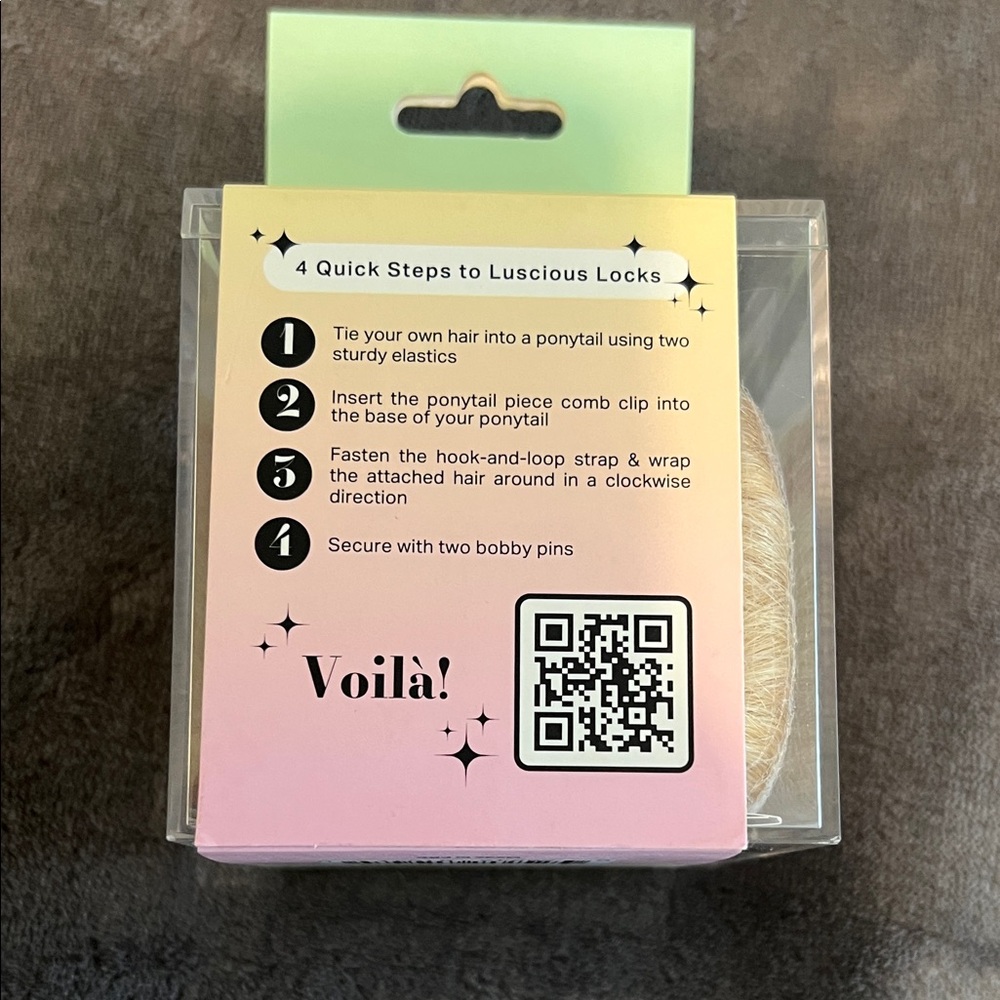 4 Quick Steps to Luscious Locks
1
Tie your own hair into a ponytail using two
sturdy elastics
2
Insert the ponytail piece comb clip into
the base of your ponytail
3
Fasten the hook-and-loop strap & wrap
the attached hair around in a clockwise
direction
4
Secure with two bobby pins
Voilà!